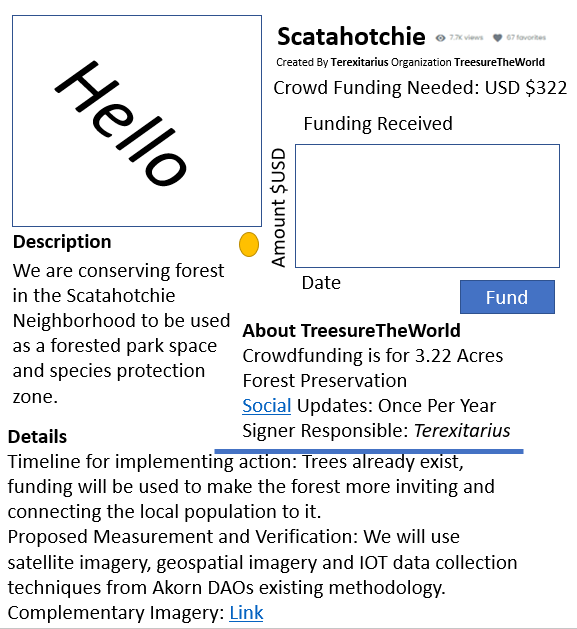 Hello
Scatahotchie 7.7K views 67 favorites
Created By Terexitarius Organization TreesureTheWorld
Crowd Funding Needed: USD $322
Funding Received
Amount $USD
Date
Fund
Description
We are conserving forest
in the Scatahotchie
Neighborhood to be used
as a forested park space
and species protection
zone.
About TreesureTheWorld
Crowdfunding is for 3.22 Acres
Forest Preservation
Social Updates: Once Per Year
Signer Responsible: Terexitarius
Details
Timeline for implementing action: Trees already exist,
funding will be used to make the forest more inviting and
connecting the local population to it.
Proposed Measurement and Verification: We will use
satellite imagery, geospatial imagery and IOT data collection
techniques from Akorn DAOs existing methodology.
Complementary Imagery: Link